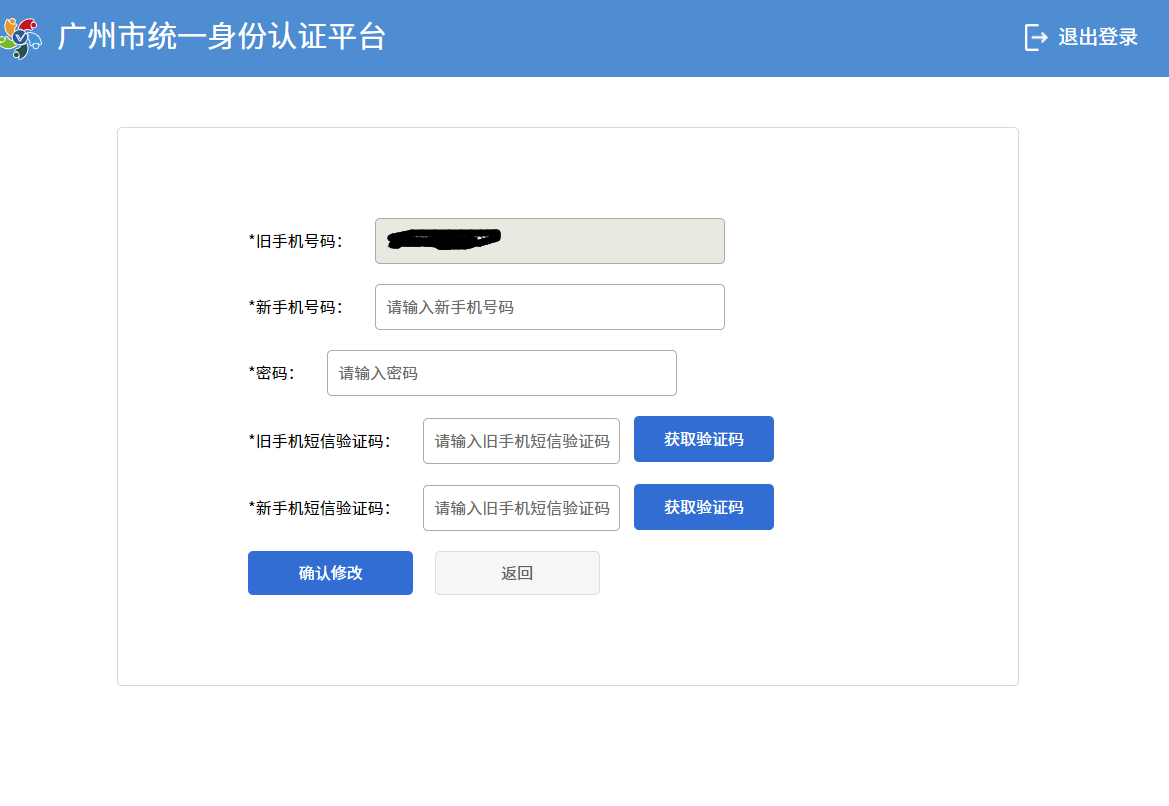 广州市统一身份认证平台
退出登录
*旧手机号码：
*新手机号码： 请输入新手机号码
*密码： 请输入密码
*旧手机短信验证码： 请输入旧手机短信验证码 获取验证码
*新手机短信验证码： 请输入旧手机短信验证码 获取验证码
确认修改 返回